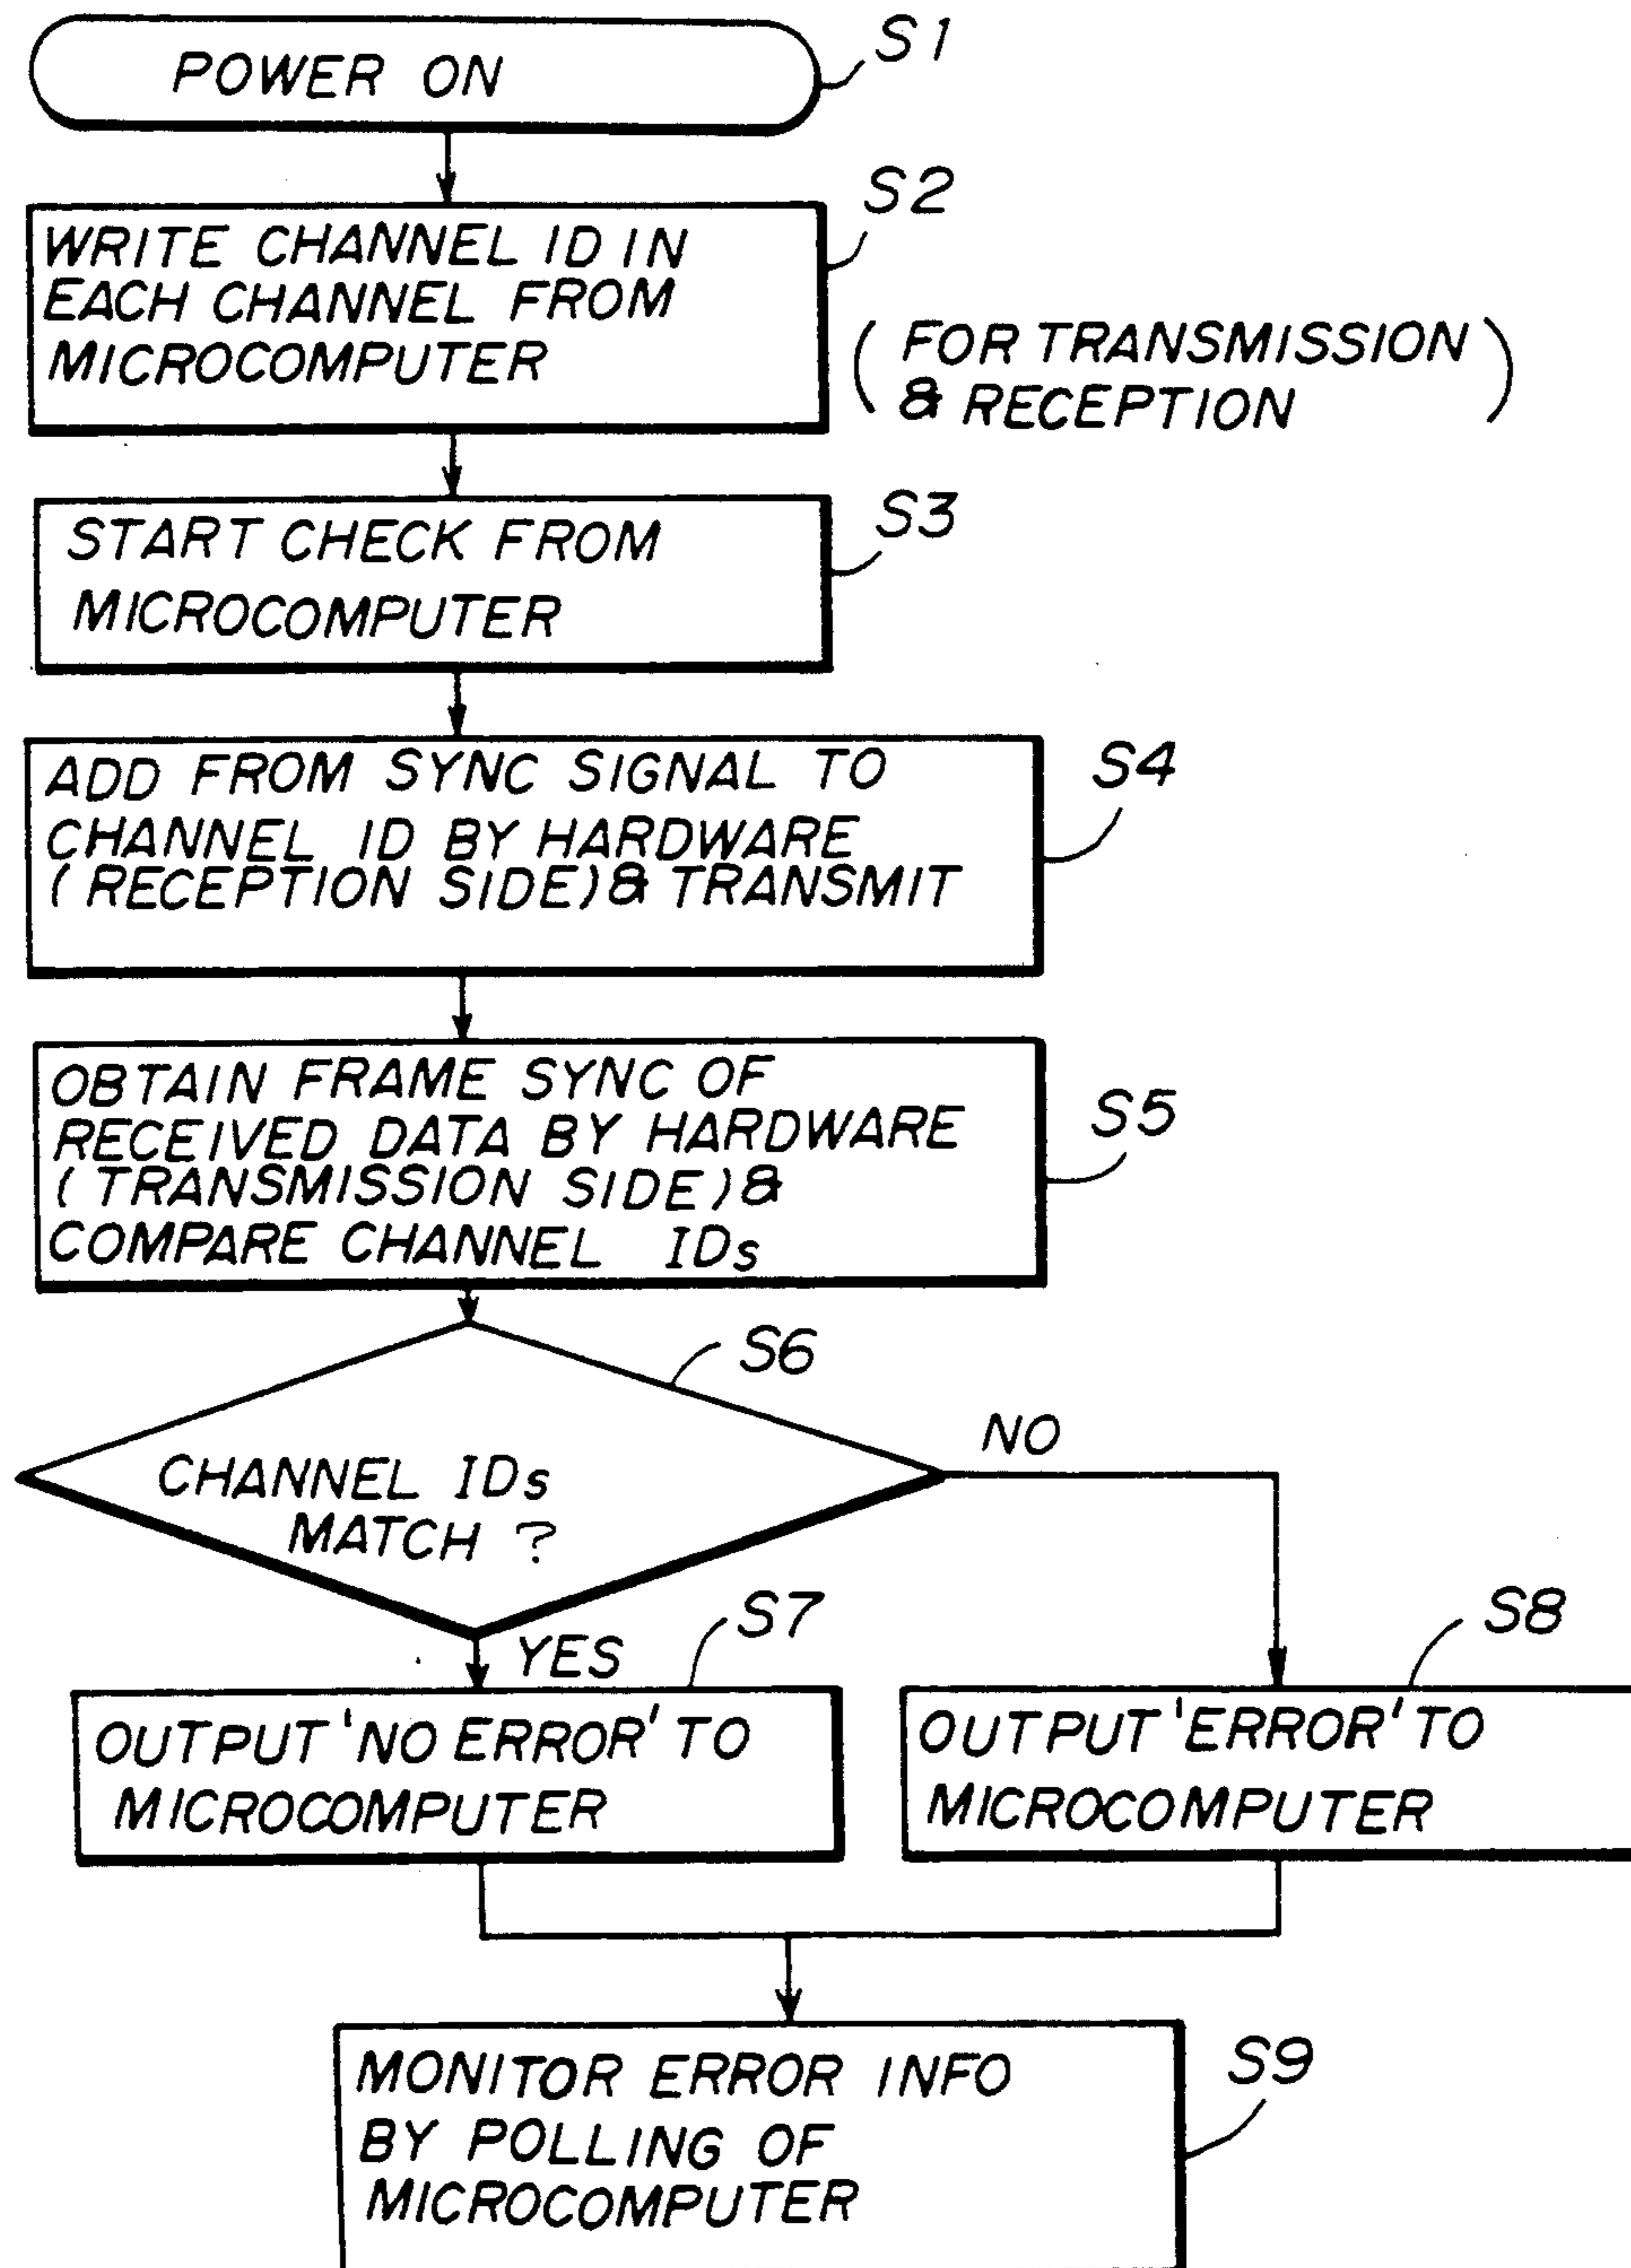 POWER ON
S1
S2
WRITE CHANNEL ID IN
EACH CHANNEL FROM
MICROCOMPUTER
( FOR TRANSMISSION
& RECEPTION )
S3
START CHECK FROM
MICROCOMPUTER
S4
ADD FROM SYNC SIGNAL TO
CHANNEL ID BY HARDWARE
(RECEPTION SIDE)& TRANSMIT
S5
OBTAIN FRAME SYNC OF
RECEIVED DATA BY HARDWARE
(TRANSMISSION SIDE)&
COMPARE CHANNEL IDs
S6
CHANNEL IDs
MATCH ?
NO
YES
S7
OUTPUT 'NO ERROR' TO
MICROCOMPUTER
S8
OUTPUT 'ERROR' TO
MICROCOMPUTER
S9
MONITOR ERROR INFO
BY POLLING OF
MICROCOMPUTER